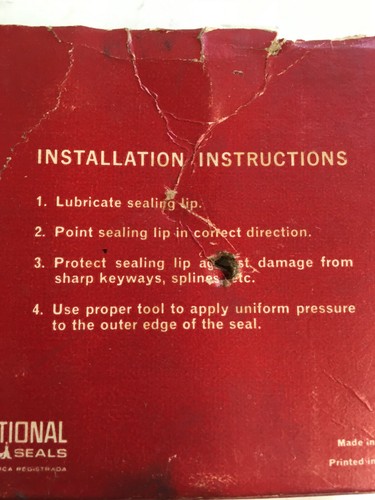 INSTALLATION INSTRUCTIONS
1. Lubricate sealing lip.
2. Point sealing lip in correct direction.
3. Protect sealing lip against damage from
sharp keyways, splines, etc.
4. Use proper tool to apply uniform pressure
to the outer edge of the seal.
TIONAL
SEALS
RCA REGISTRADA
Made in
Printed in